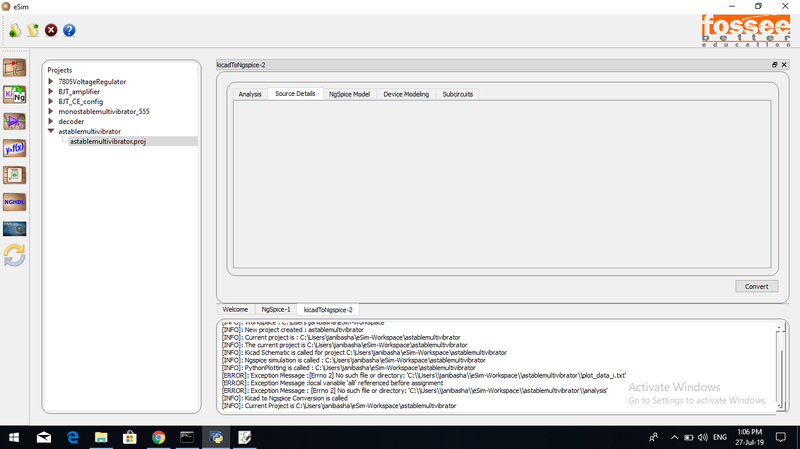 eSim
fossee
better
education
Projects
7805VoltageRegulator
BJT_amplifier
BJT_CE_config
monostablemultivibrator_555
decoder
astablemultivibrator
astablemultivibrator.proj
Ki Ng
y=f(x)
NGHDL
kicadToNgspice-2
Analysis Source Details NgSpice Model Device Modeling Subcircuits
Convert
Welcome NgSpice-1 kicadToNgspice-2
[INFO]: Workspace : C:\Users\janibasha\eSim-Workspace
[INFO]: New project created : astablemultivibrator
[INFO]: Current project is : C:\Users\janibasha\eSim-Workspace\astablemultivibrator
[INFO]: The current project is C:\Users\janibasha\eSim-Workspace\astablemultivibrator
[INFO]: Kicad Schematic is called for project C:\Users\janibasha\eSim-Workspace\astablemultivibrator
[INFO]: Ngspice simulation is called : C:\Users\janibasha\eSim-Workspace\astablemultivibrator
[INFO]: PythonPlotting is called : C:\Users\janibasha\eSim-Workspace\astablemultivibrator
[ERROR]: Exception Message :[Errno 2] No such file or directory: 'C:\\Users\\janibasha\\eSim-Workspace\\astablemultivibrator\\plot_data_i.txt'
[ERROR]: Exception Message :local variable 'alli' referenced before assignment
[ERROR]: Exception Message : [Errno 2] No such file or directory: 'C:\\Users\\janibasha\\eSim-Workspace\\astablemultivibrator\\analysis'
[INFO]: Kicad to Ngspice Conversion is called
[INFO]: Current Project is C:\Users\janibasha\eSim-Workspace\astablemultivibrator
Activate Windows
Go to Settings to activate Windows.
ENG
1:06 PM
27-Jul-19